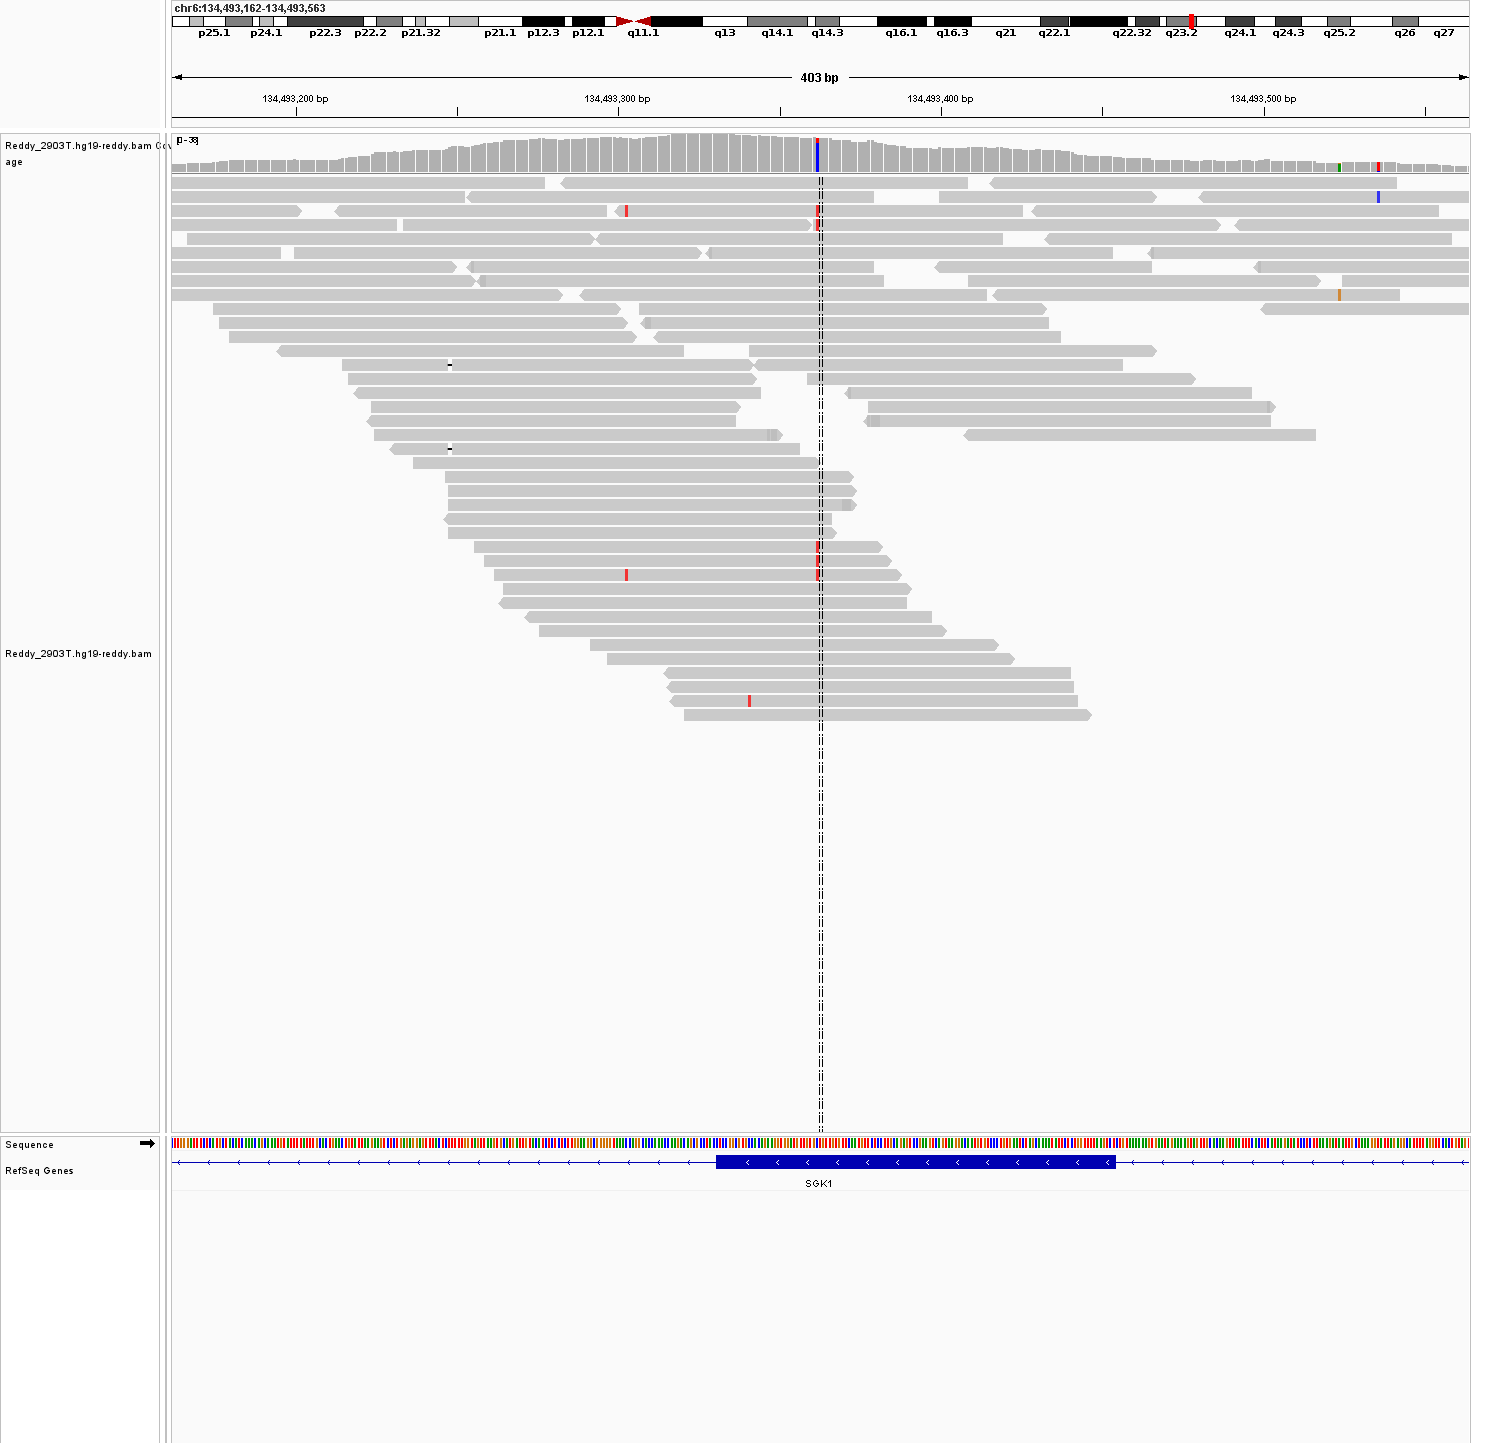 chr6:134,493,162-134,493,563
p25.1 p24.1 p22.3 p22.2 p21.32 p21.1 p12.3 p12.1 q11.1 q13 q14.1 q14.3 q16.1 q16.3 q21 q22.1 q22.32 q23.2 q24.1 q24.3 q25.2 q26 q27
403 bp
134,493,200 bp 134,493,300 bp 134,493,400 bp 134,493,500 bp
Reddy_2903T.hg19-reddy.bam Cov
age
[0-38]
Reddy_2903T.hg19-reddy.bam
Sequence
RefSeq Genes
SGK1